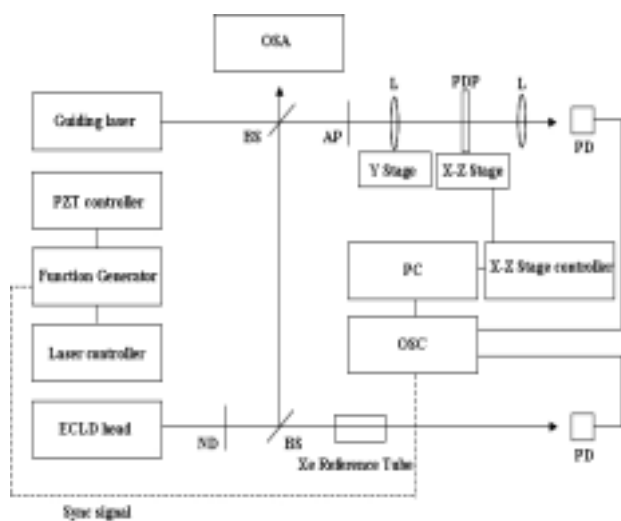 OSA
L
PDP
L
Guiding laser
BS
AP
PD
Y Stage
X-Z Stage
PZT controller
Function Generator
PC
X-Z Stage controller
Laser controller
OSC
ECLD head
ND
BS
Xe Reference Tube
PD
Sync signal